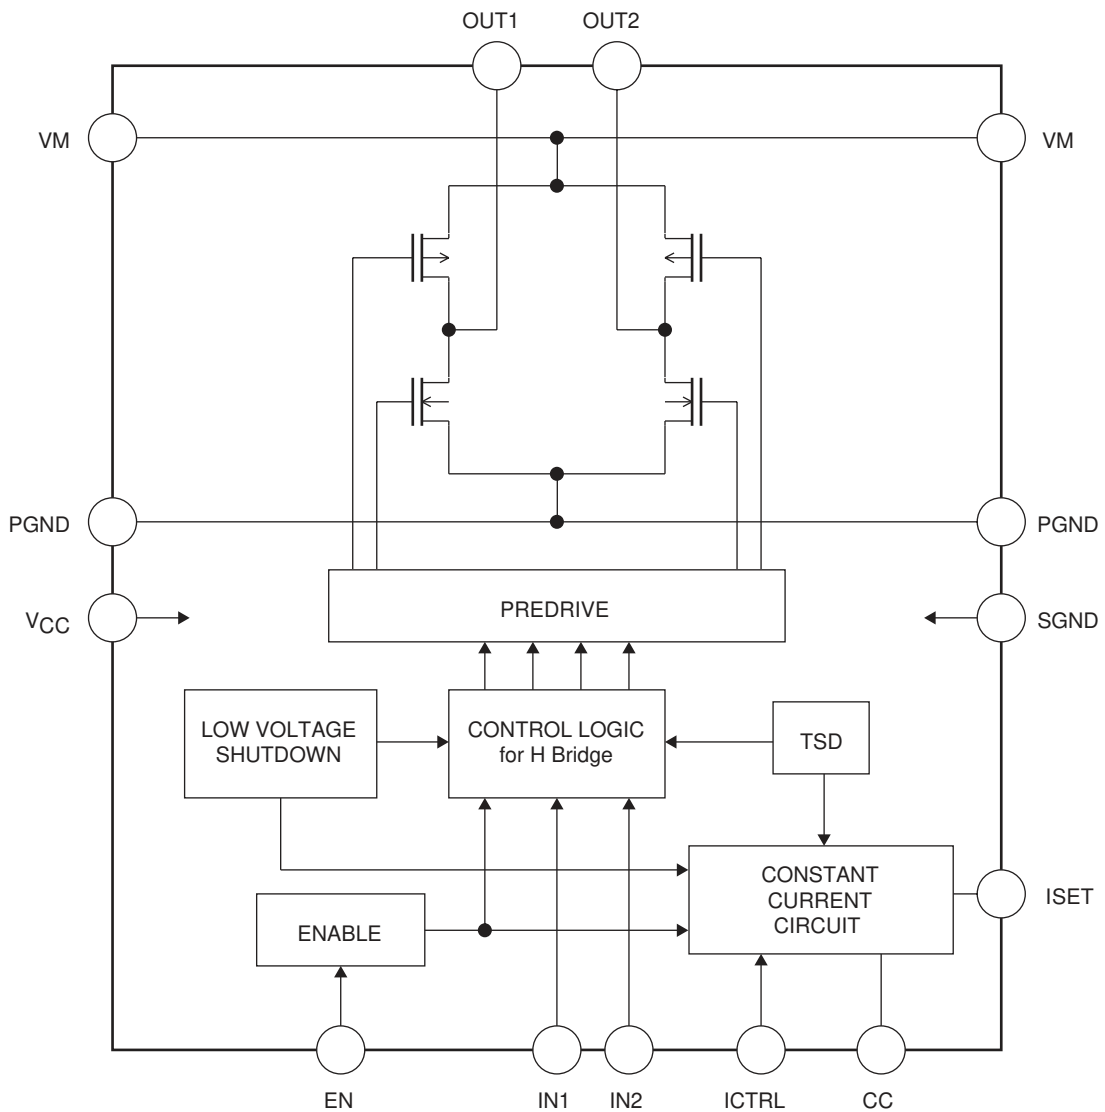 OUT1
OUT2
VM
VM
PGND
PGND
PREDRIVE
VCC
SGND
LOW VOLTAGE
SHUTDOWN
CONTROL LOGIC
for H Bridge
TSD
CONSTANT
CURRENT
CIRCUIT
ISET
ENABLE
EN
IN1
IN2
ICTRL
CC